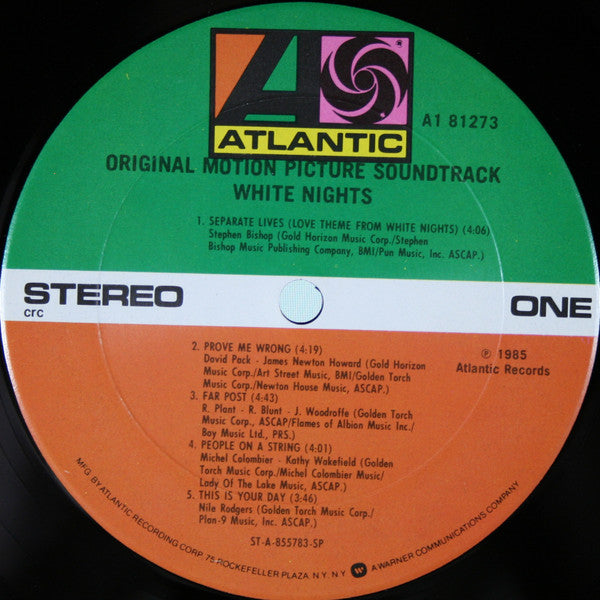 ATLANTIC
A1 81273
ORIGINAL MOTION PICTURE SOUNDTRACK
WHITE NIGHTS
1. SEPARATE LIVES (LOVE THEME FROM WHITE NIGHTS) (4:06)
Stephen Bishop (Gold Horizon Music Corp./Stephen
Bishop Music Publishing Company, BMI/Pun Music, Inc. ASCAP.)
STEREO
ONE
crc
2. PROVE ME WRONG (4:19)
David Pack - James Newton Howard (Gold Horizon
Music Corp./Art Street Music, BMI/Golden Torch
Music Corp./Newton House Music, ASCAP.)
℗ 1985
Atlantic Records
3. FAR POST (4:43)
R. Plant - R. Blunt - J. Woodroffe (Golden Torch
Music Corp., ASCAP/Flames of Albion Music Inc./
Bay Music Ltd., PRS.)
4. PEOPLE ON A STRING (4:01)
Michel Colombier - Kathy Wakefield (Golden
Torch Music Corp./Michel Colombier Music/
Lady Of The Lake Music, ASCAP.)
5. THIS IS YOUR DAY (3:46)
Nile Rodgers (Golden Torch Music Corp./
Plan-9 Music, Inc. ASCAP.)
ST-A-855783-SP
MFG BY ATLANTIC RECORDING CORP. 75 ROCKEFELLER PLAZA, N.Y. N.Y. A WARNER COMMUNICATIONS COMPANY